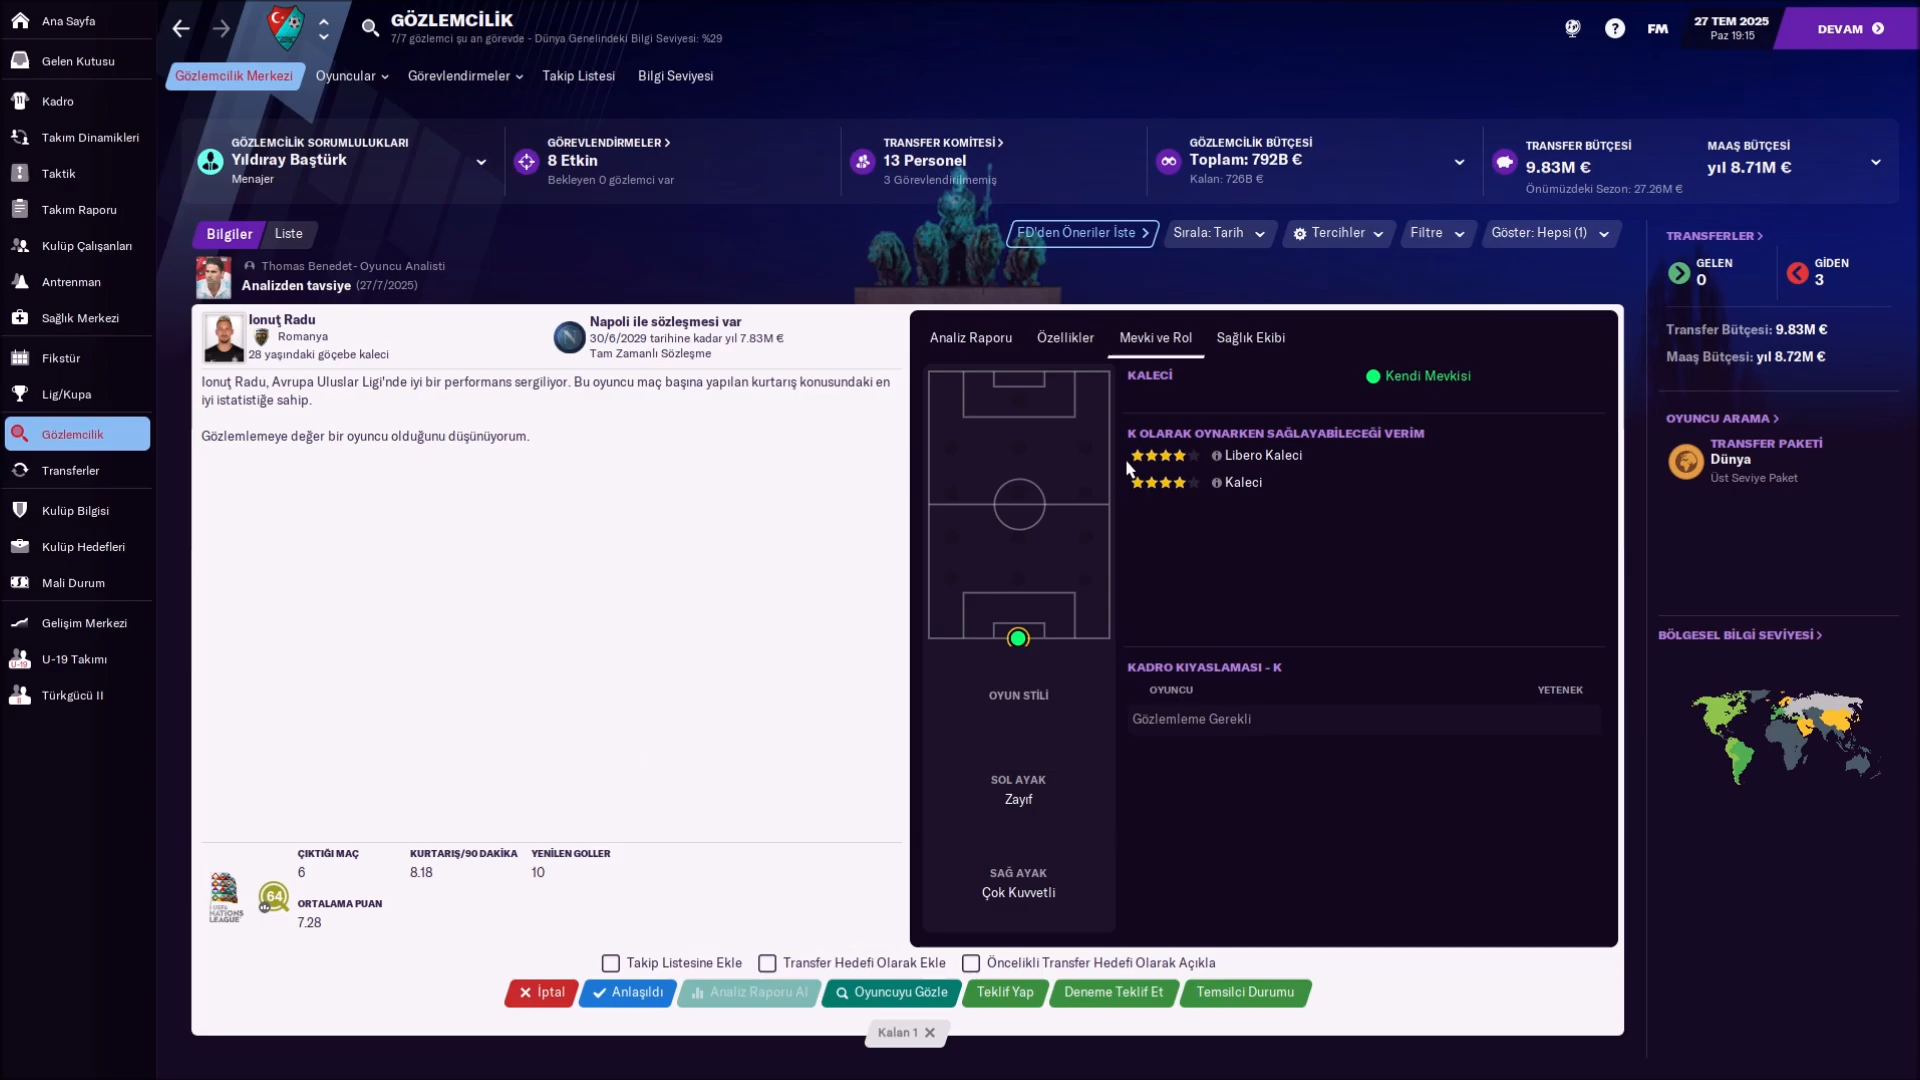 Ana Sayfa
Gelen Kutusu
Kadro
Takım Dinamikleri
Taktik
Takım Raporu
Kulüp Çalışanları
Antrenman
Sağlık Merkezi
Fikstür
Lig/Kupa
Gözlemcilik
Transferler
Kulüp Bilgisi
Kulüp Hedefleri
Mali Durum
Gelişim Merkezi
U-19 Takımı
Türkgücü II
GÖZLEMCİLİK
7/7 gözlemci şu an görevde - Dünya Genelindeki Bilgi Seviyesi: %29
FM
27 TEM 2025
Paz 19:15
DEVAM
Gözlemcilik Merkezi
Oyuncular
Görevlendirmeler
Takip Listesi
Bilgi Seviyesi
GÖZLEMCİLİK SORUMLULUKLARI
Yıldıray Baştürk
Menajer
GÖREVLENDİRMELER >
8 Etkin
Bekleyen 0 gözlemci var
TRANSFER KOMİTESİ >
13 Personel
3 Görevlendirilmemiş
GÖZLEMCİLİK BÜTÇESİ
Toplam: 792B €
Kalan: 726B €
TRANSFER BÜTÇESİ
9.83M €
Önümüzdeki Sezon: 27.26M €
MAAŞ BÜTÇESİ
yıl 8.71M €
Bilgiler
Liste
FD'den Öneriler İste >
Sırala: Tarih
Tercihler
Filtre
Göster: Hepsi (1)
Thomas Benedet- Oyuncu Analisti
Analizden tavsiye (27/7/2025)
Ionuţ Radu
Romanya
28 yaşındaki göçebe kaleci
Napoli ile sözleşmesi var
30/6/2029 tarihine kadar yıl 7.83M €
Tam Zamanlı Sözleşme
Ionuţ Radu, Avrupa Uluslar Ligi'nde iyi bir performans sergiliyor. Bu oyuncu maç başına yapılan kurtarış konusundaki en
iyi istatistiğe sahip.
Gözlemlemeye değer bir oyuncu olduğunu düşünüyorum.
UEFA
NATIONS
LEAGUE
64
ÇIKTIĞI MAÇ
6
KURTARIŞ/90 DAKİKA
8.18
YENİLEN GOLLER
10
ORTALAMA PUAN
7.28
Analiz Raporu
Özellikler
Mevki ve Rol
Sağlık Ekibi
KALECİ
Kendi Mevkisi
K OLARAK OYNARKEN SAĞLAYABİLECEĞİ VERİM
Libero Kaleci
Kaleci
OYUN STİLİ
SOL AYAK
Zayıf
SAĞ AYAK
Çok Kuvvetli
KADRO KIYASLAMASI - K
OYUNCU
YETENEK
Gözlemleme Gerekli
Takip Listesine Ekle
Transfer Hedefi Olarak Ekle
Öncelikli Transfer Hedefi Olarak Açıkla
İptal
Anlaşıldı
Analiz Raporu Al
Oyuncuyu Gözle
Teklif Yap
Deneme Teklif Et
Temsilci Durumu
Kalan 1
TRANSFERLER >
GELEN
0
GİDEN
3
Transfer Bütçesi: 9.83M €
Maaş Bütçesi: yıl 8.72M €
OYUNCU ARAMA >
TRANSFER PAKETİ
Dünya
Üst Seviye Paket
BÖLGESEL BİLGİ SEVİYESİ >